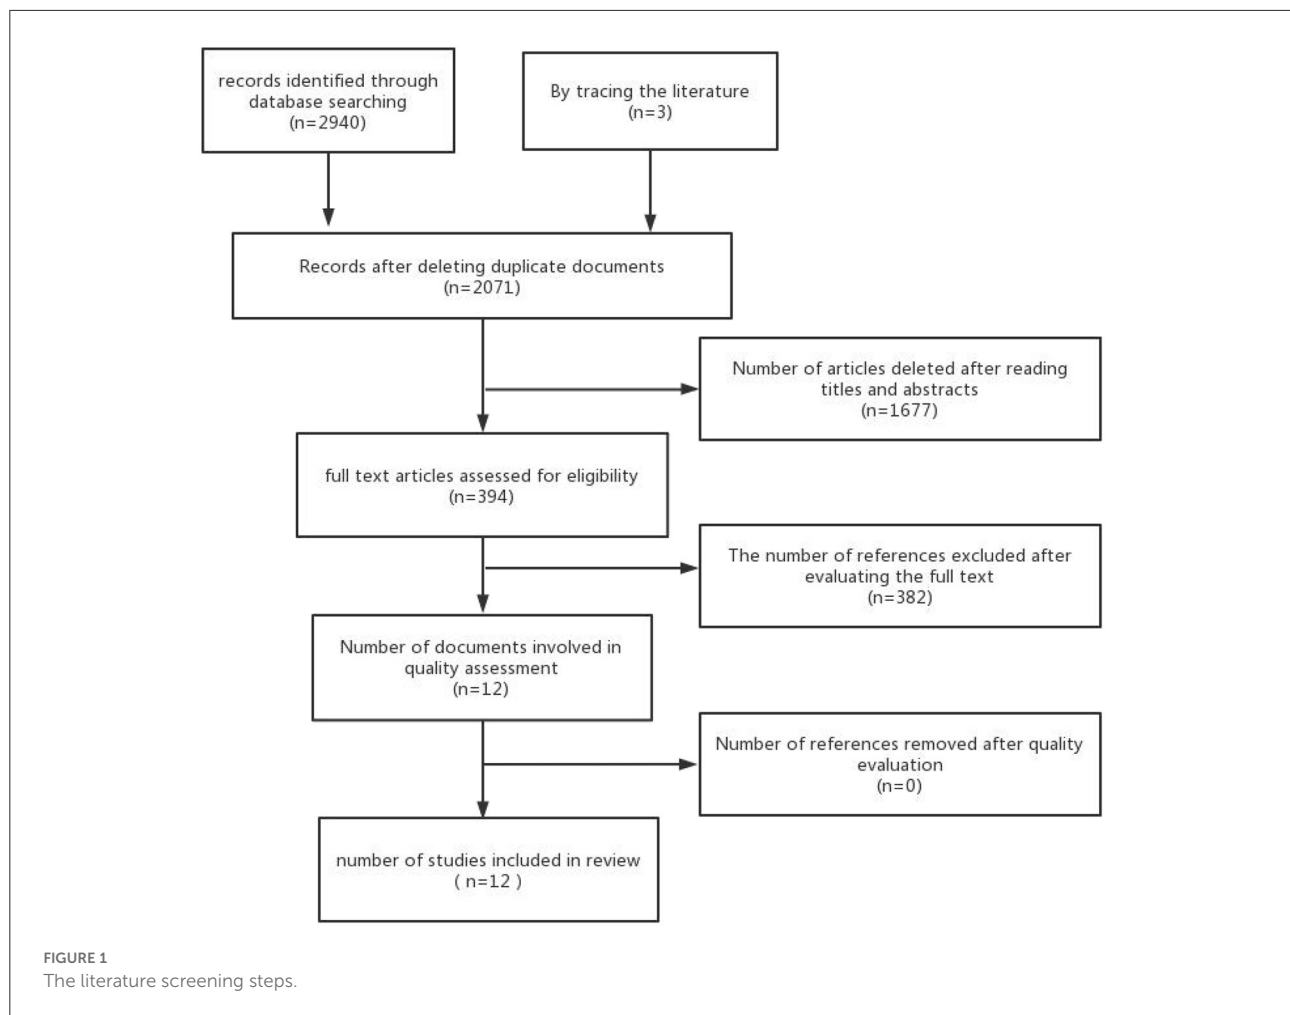 records identified through
database searching
(n=2940)
By tracing the literature
(n=3)
Records after deleting duplicate documents
(n=2071)
Number of articles deleted after reading
titles and abstracts
(n=1677)
full text articles assessed for eligibility
(n=394)
The number of references excluded after
evaluating the full text
(n=382)
Number of documents involved in
quality assessment
(n=12)
Number of references removed after quality
evaluation
(n=0)
number of studies included in review
( n=12 )
FIGURE 1
The literature screening steps.